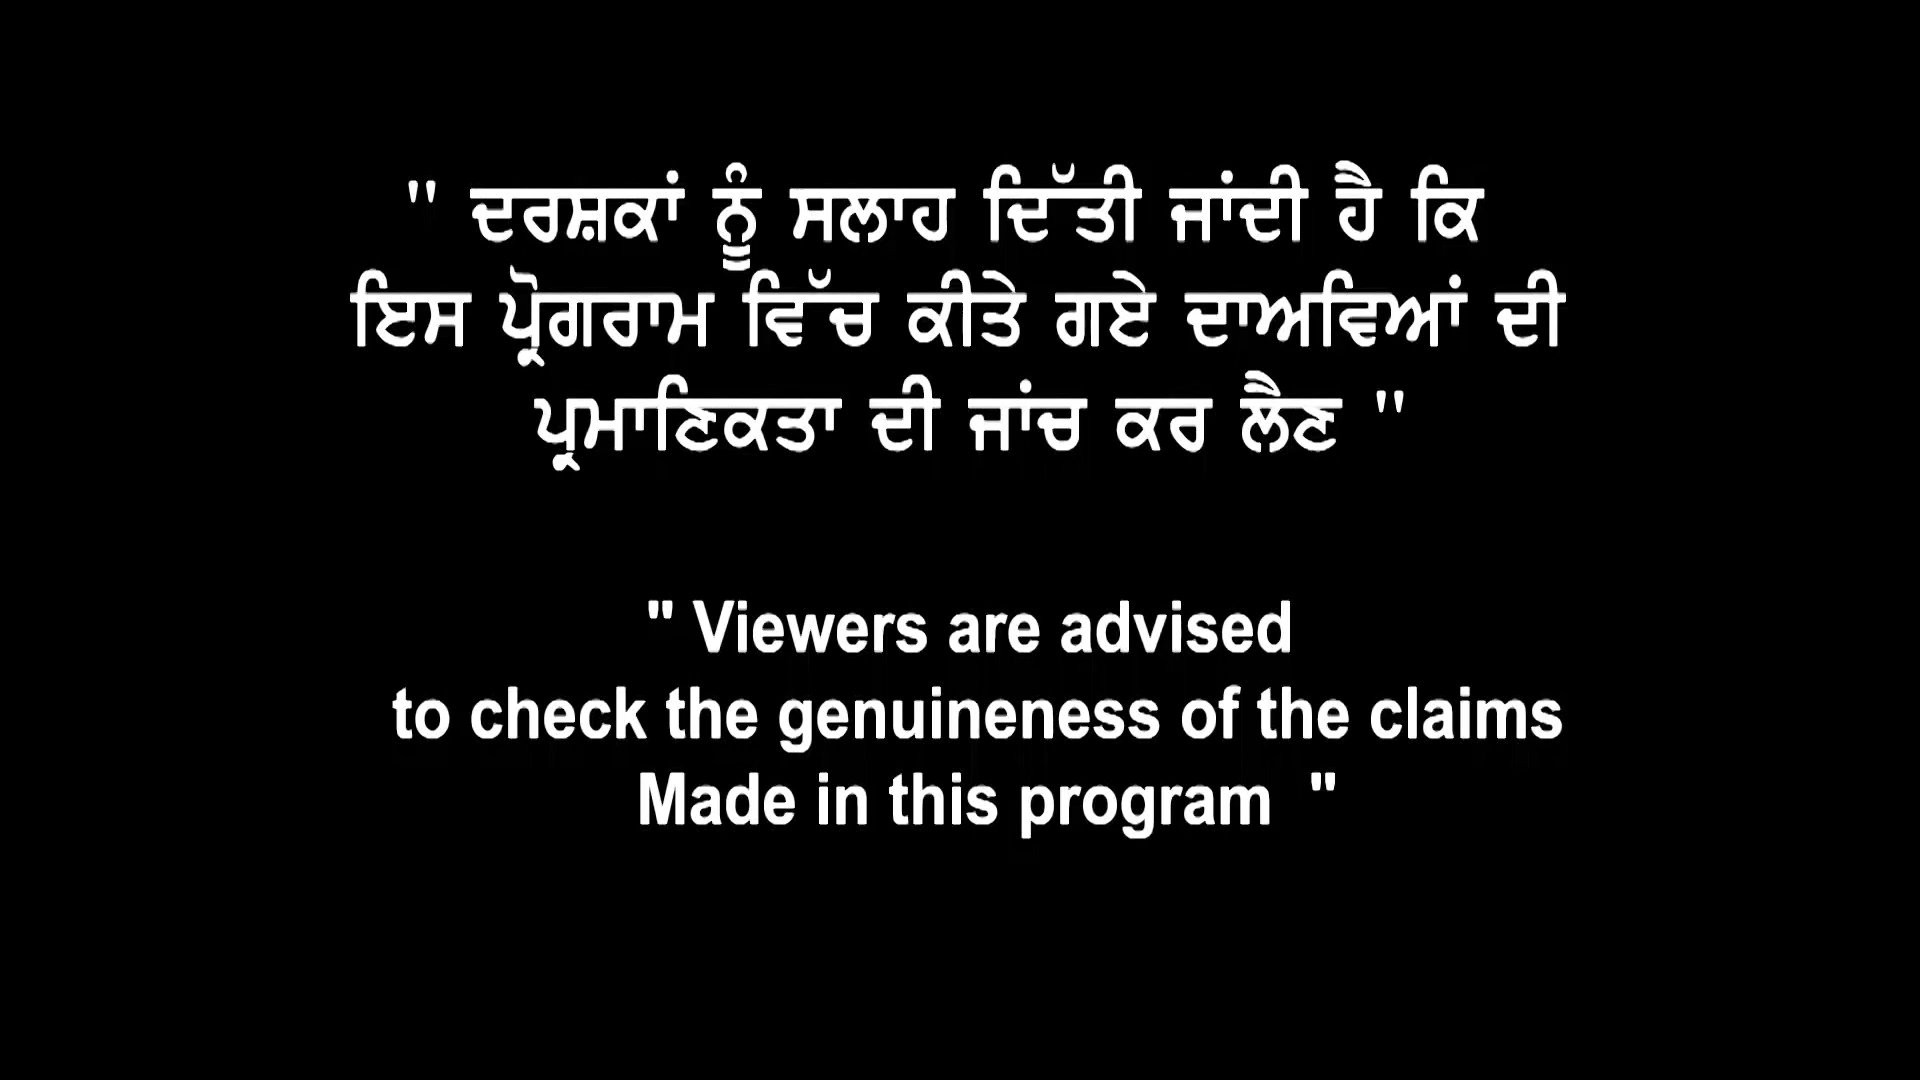 " ਦਰਸ਼ਕਾਂ ਨੂੰ ਸਲਾਹ ਦਿੱਤੀ ਜਾਂਦੀ ਹੈ ਕਿ
ਇਸ ਪ੍ਰੋਗਰਾਮ ਵਿੱਚ ਕੀਤੇ ਗਏ ਦਾਅਵਿਆਂ ਦੀ
ਪ੍ਰਮਾਣਿਕਤਾ ਦੀ ਜਾਂਚ ਕਰ ਲੈਣ "
" Viewers are advised
to check the genuineness of the claims
Made in this program "